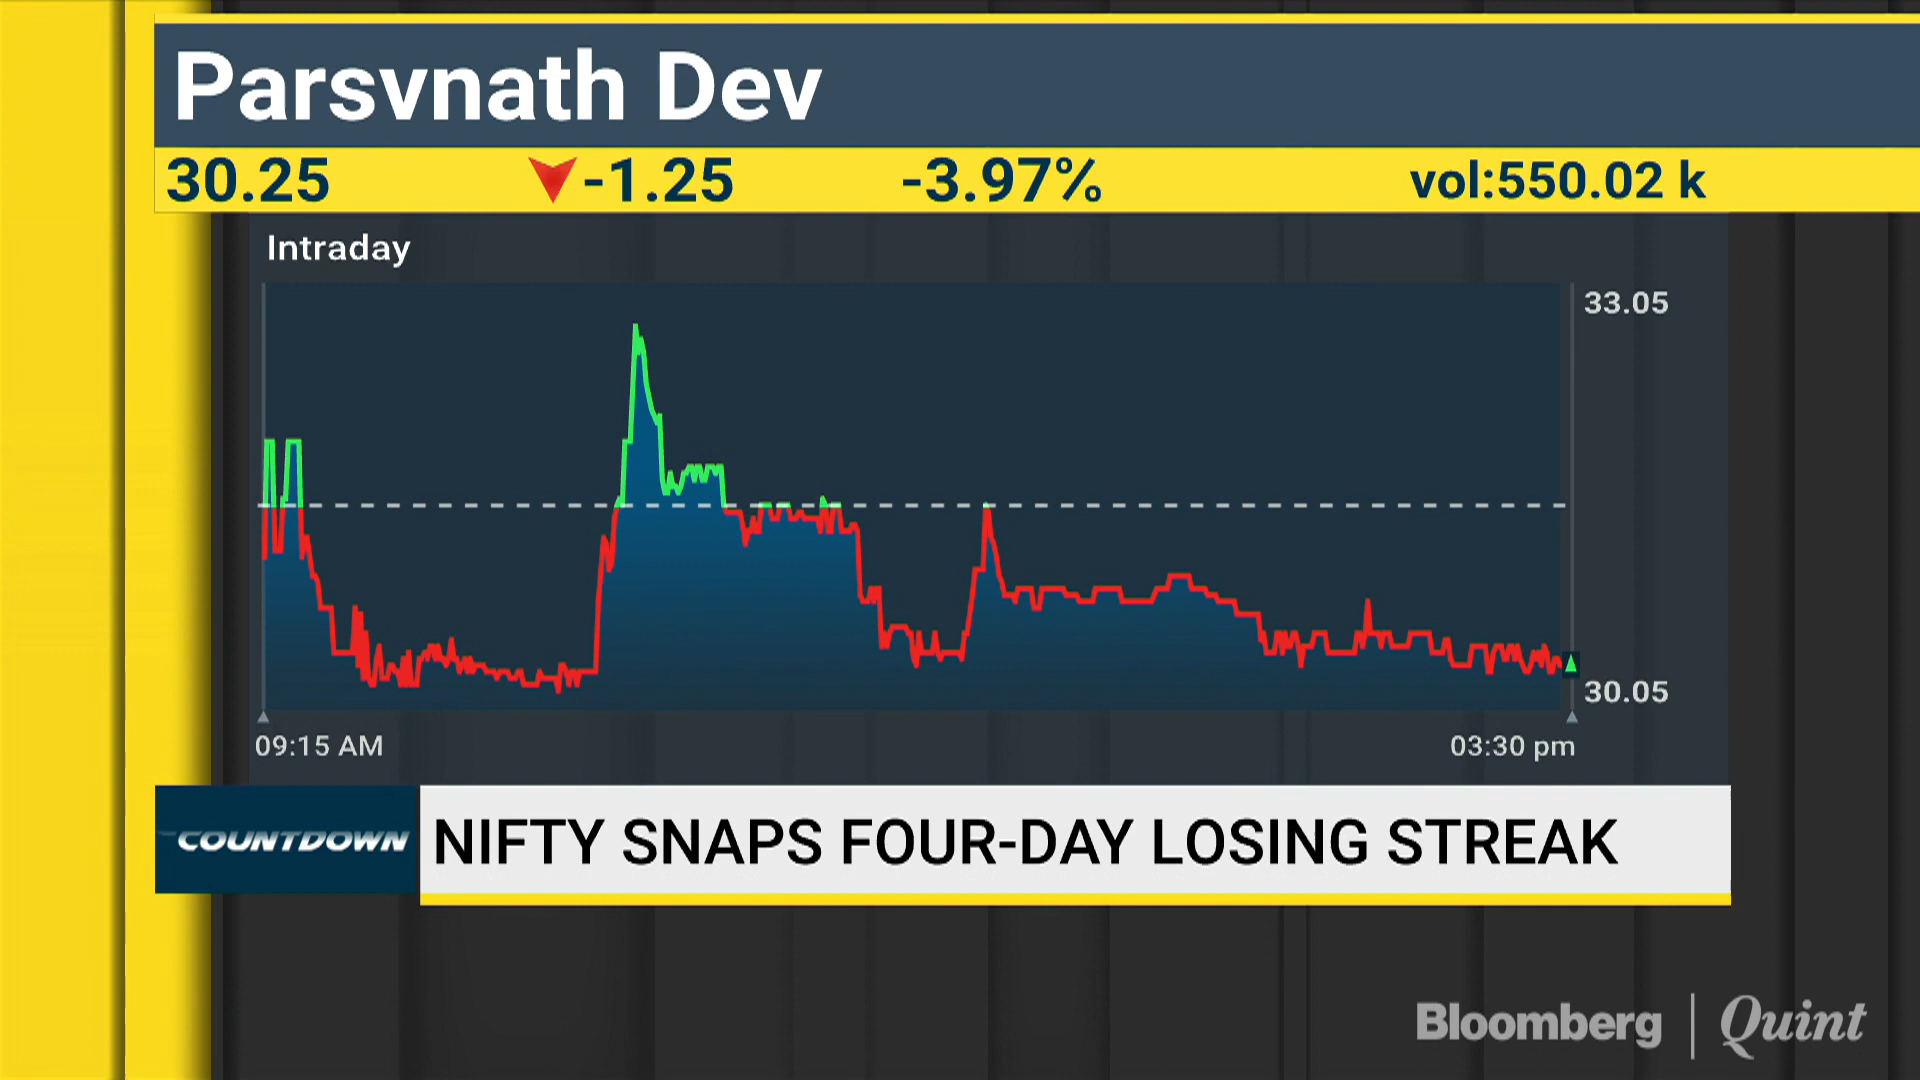 Parsvnath Dev
30.25 -1.25 -3.97% vol:550.02 k
Intraday
33.05
30.05
09:15 AM 03:30 pm
COUNTDOWN NIFTY SNAPS FOUR-DAY LOSING STREAK
Bloomberg | Quint